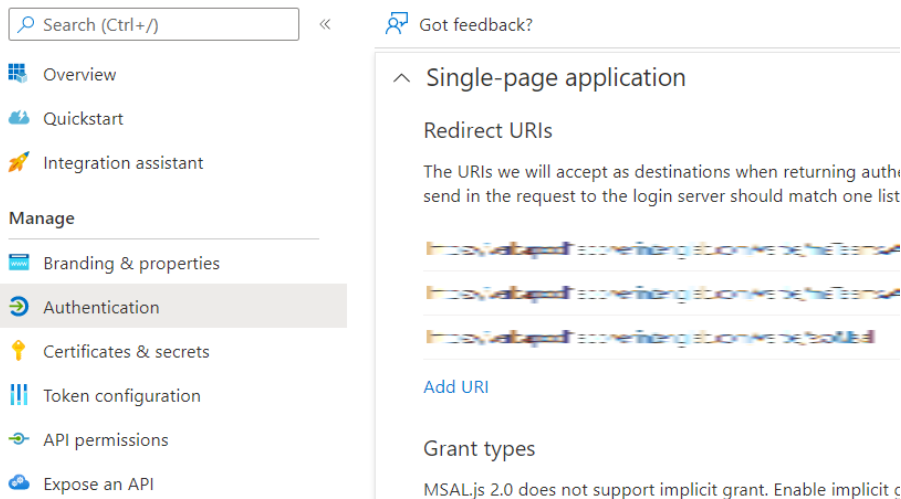 Search (Ctrl+/)
«
Got feedback?
Overview
Quickstart
Integration assistant
Manage
Branding & properties
Authentication
Certificates & secrets
Token configuration
API permissions
Expose an API
Single-page application
Redirect URIs
The URIs we will accept as destinations when returning
send in the request to the login server should match one
Add URI
Grant types
MSAL.js 2.0 does not support implicit grant. Enable implicit